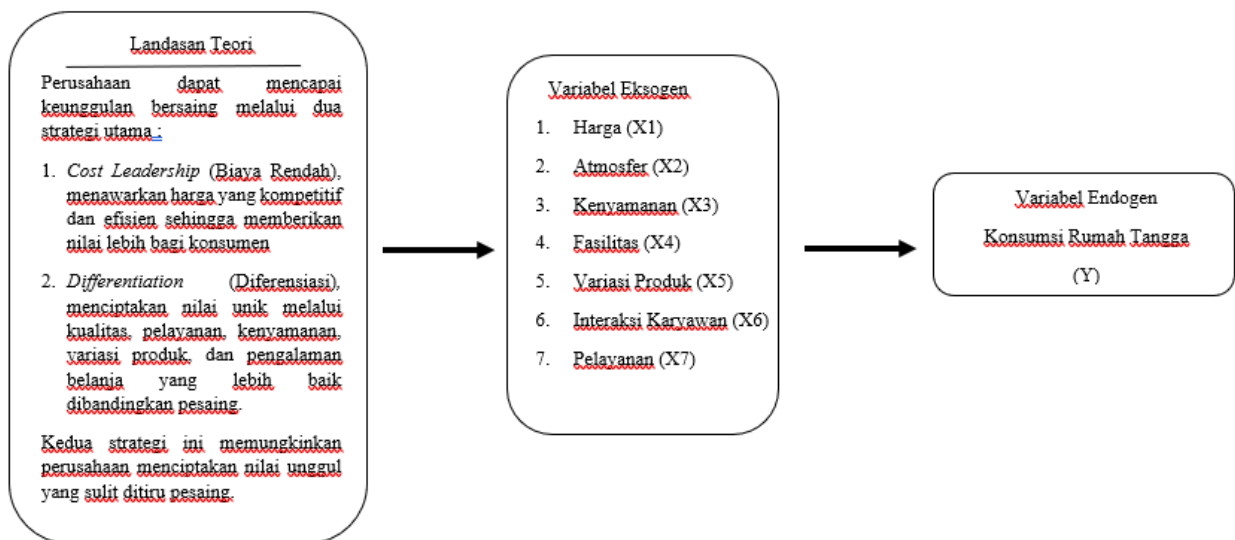 Landasan Teori
Perusahaan dapat mencapai
keunggulan bersaing melalui dua
strategi utama :
1. Cost Leadership (Biaya Rendah),
menawarkan harga yang kompetitif
dan efisien sehingga memberikan
nilai lebih bagi konsumen
2. Differentiation (Diferensiasi),
menciptakan nilai unik melalui
kualitas, pelayanan, kenyamanan,
variasi produk, dan pengalaman
belanja yang lebih baik
dibandingkan pesaing.
Kedua strategi ini memungkinkan
perusahaan menciptakan nilai unggul
yang sulit ditiru pesaing.
Variabel Eksogen
1. Harga (X1)
2. Atmosfer (X2)
3. Kenyamanan (X3)
4. Fasilitas (X4)
5. Variasi Produk (X5)
6. Interaksi Karyawan (X6)
7. Pelayanan (X7)
Variabel Endogen
Konsumsi Rumah Tangga
(Y)